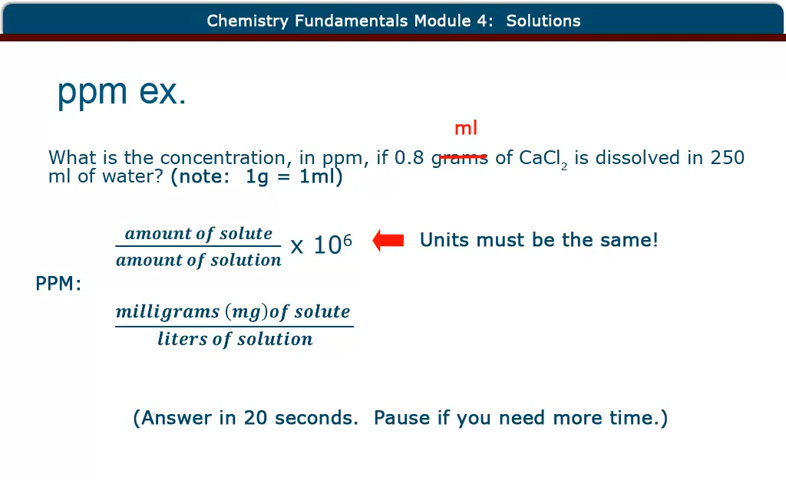 Chemistry Fundamentals Module 4: Solutions
ppm ex.
ml
What is the concentration, in ppm, if 0.8 grams of CaCl₂ is dissolved in 250
ml of water? (note: 1g = 1ml)
amount of solute
amount of solution
x 10⁶
Units must be the same!
PPM:
milligrams (mg)of solute
liters of solution
(Answer in 20 seconds. Pause if you need more time.)